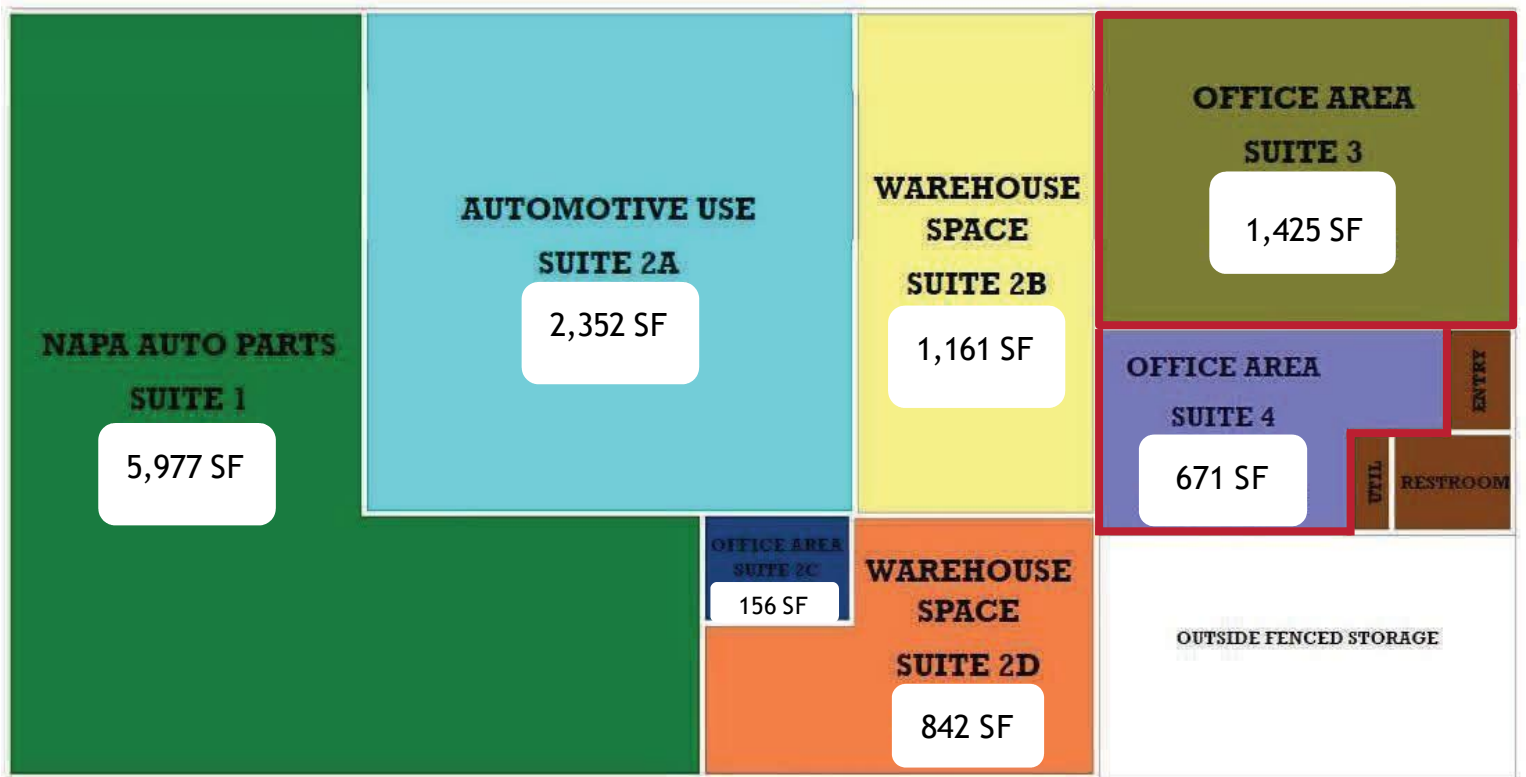 NAPA AUTO PARTS
SUITE 1
5,977 SF
AUTOMOTIVE USE
SUITE 2A
2,352 SF
WAREHOUSE
SPACE
SUITE 2B
1,161 SF
OFFICE AREA
SUITE 3
1,425 SF
OFFICE AREA
SUITE 4
671 SF
ENTRY
UTIL
RESTROOM
OFFICE AREA
SUITE 2C
156 SF
WAREHOUSE
SPACE
SUITE 2D
842 SF
OUTSIDE FENCED STORAGE